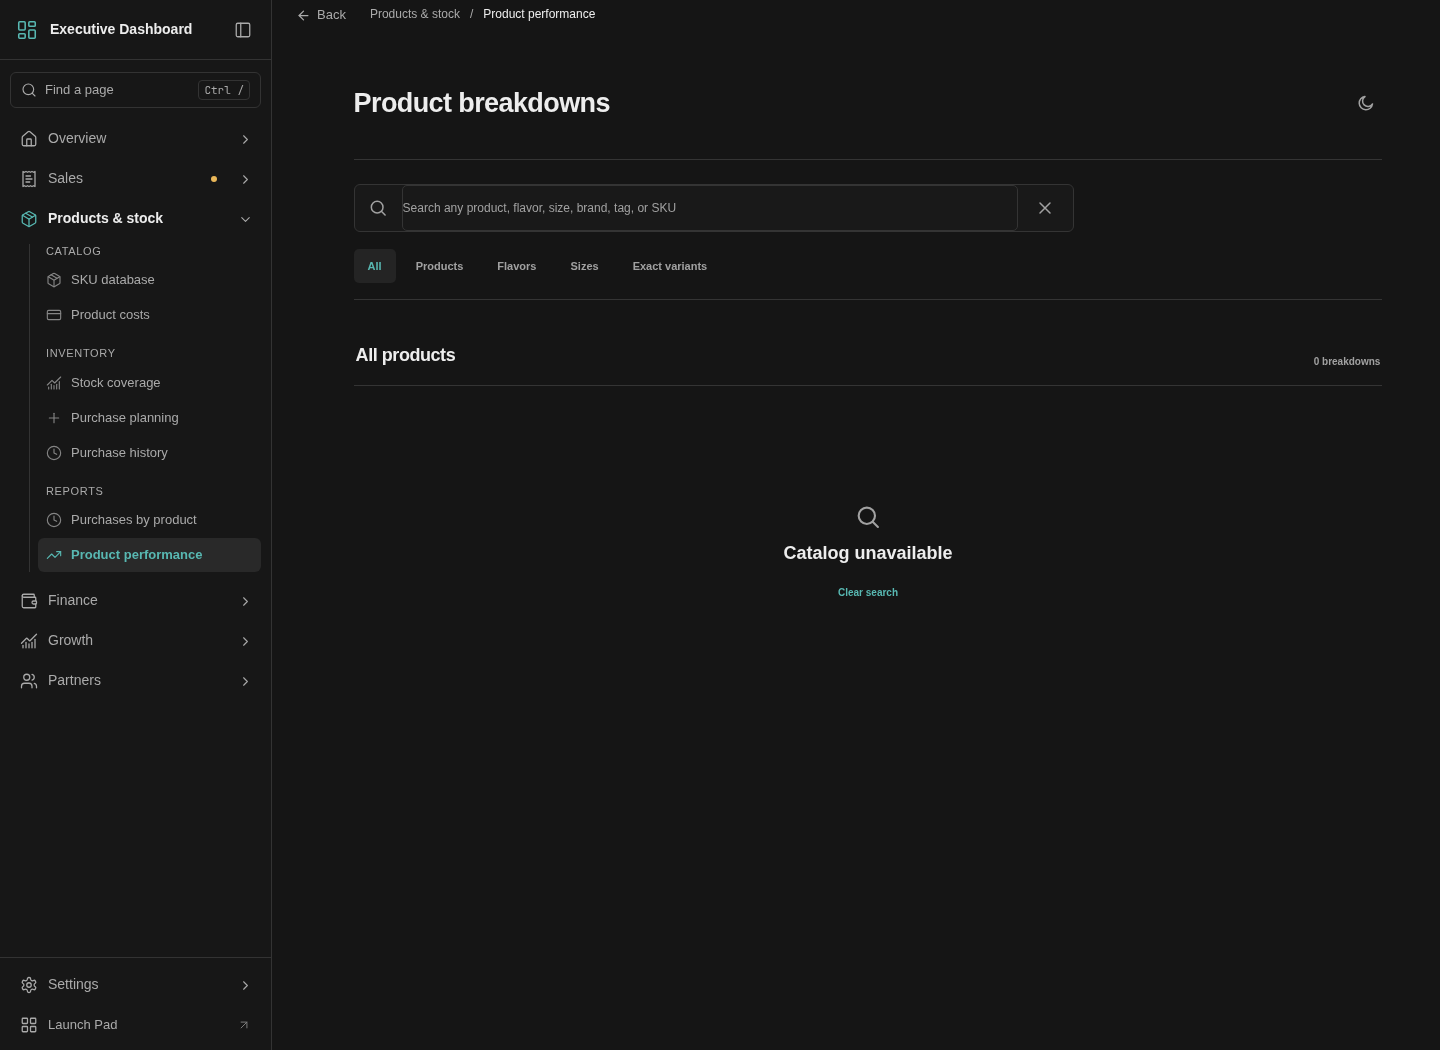 Executive Dashboard
Find a page
Ctrl /
Overview
Sales
Products & stock
CATALOG
SKU database
Product costs
INVENTORY
Stock coverage
Purchase planning
Purchase history
REPORTS
Purchases by product
Product performance
Finance
Growth
Partners
Settings
Launch Pad
Back
Products & stock / Product performance
Product breakdowns
Search any product, flavor, size, brand, tag, or SKU
All
Products
Flavors
Sizes
Exact variants
All products
0 breakdowns
Catalog unavailable
Clear search